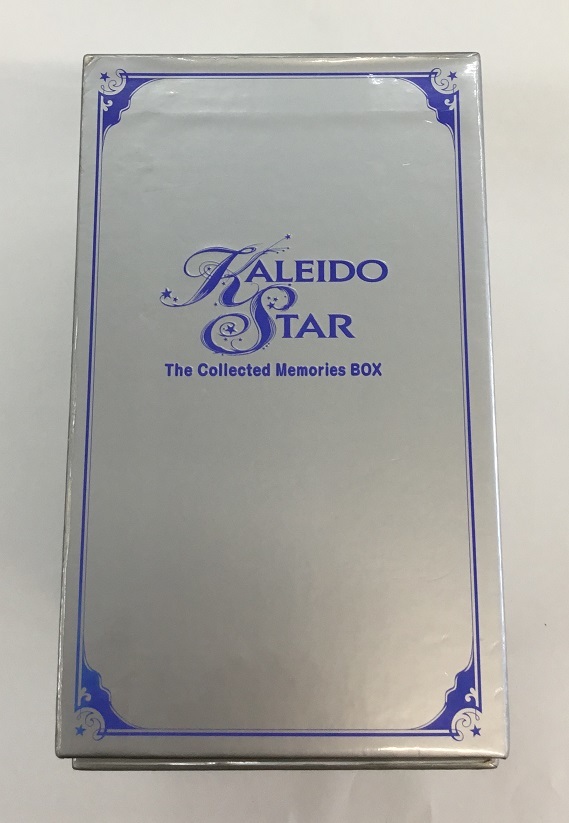 KALEIDO
STAR
The Collected Memories BOX